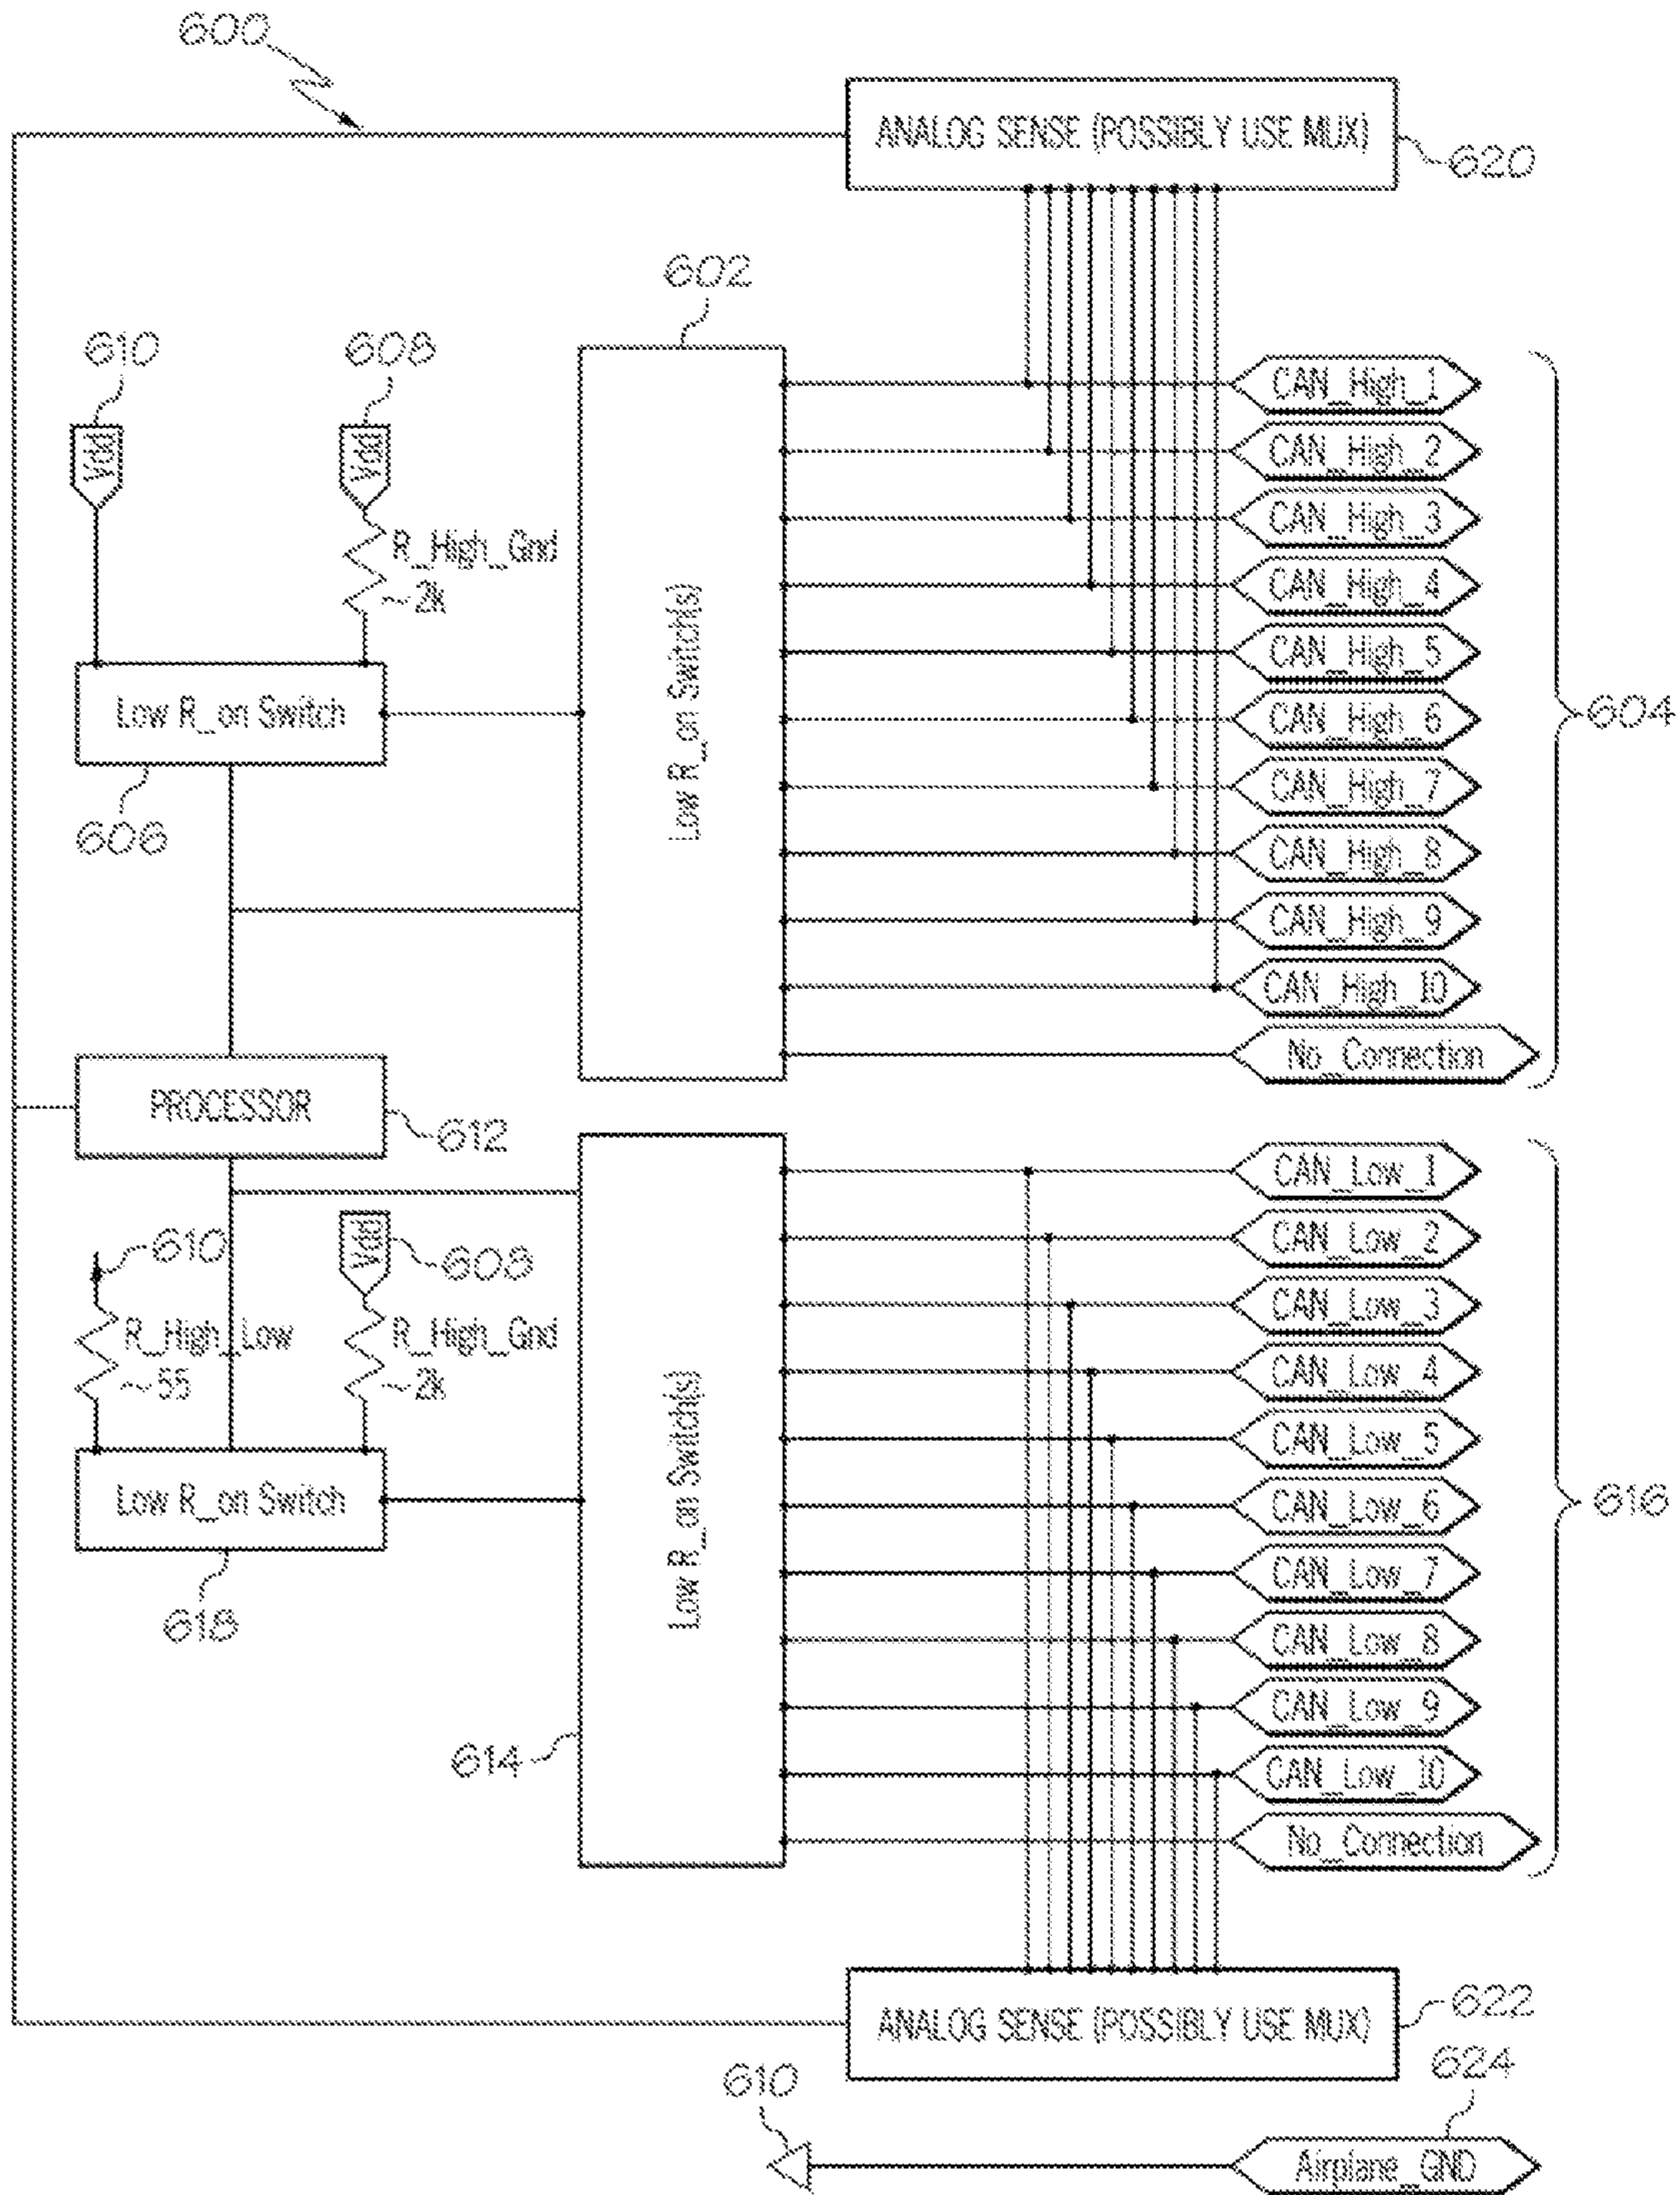 600
ANALOG SENSE (POSSIBLY USE MUX)
620
602
610
608
Vdd
Vdd
R_High_Gnd
~2k
Low R_on Switch
606
Low R_on Switch(s)
CAN_High_1
CAN_High_2
CAN_High_3
CAN_High_4
CAN_High_5
CAN_High_6
CAN_High_7
CAN_High_8
CAN_High_9
CAN_High_10
No_Connection
604
PROCESSOR
612
610
Vdd
608
R_High_Low
~55
R_High_Gnd
~2k
Low R_on Switch
618
Low R_on Switch(s)
614
CAN_Low_1
CAN_Low_2
CAN_Low_3
CAN_Low_4
CAN_Low_5
CAN_Low_6
CAN_Low_7
CAN_Low_8
CAN_Low_9
CAN_Low_10
No_Connection
616
ANALOG SENSE (POSSIBLY USE MUX)
622
610
624
Airplane_GND